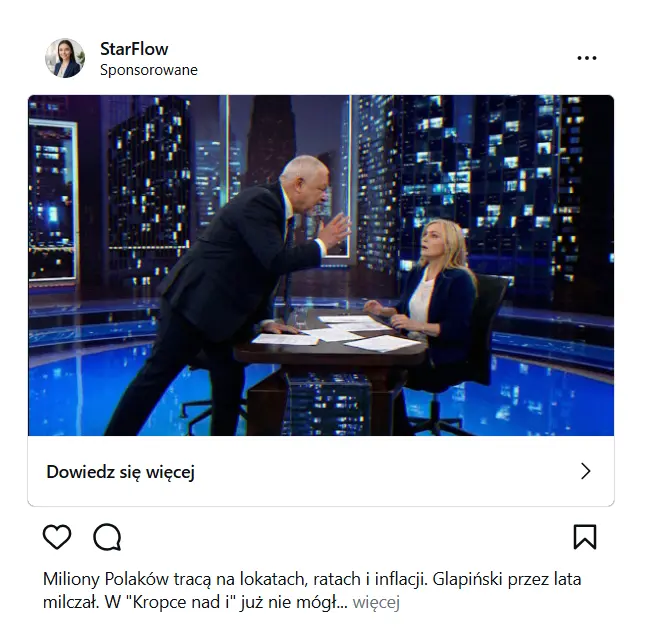 StarFlow
Sponsorowane
Dowiedz się więcej
Miliony Polaków tracą na lokatach, ratach i inflacji. Glapiński przez lata
milczał. W "Kropce nad i" już nie mógł... więcej